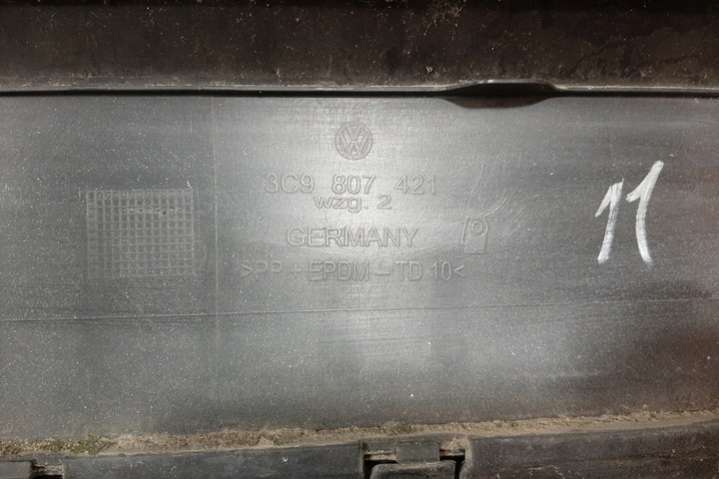 3C9 807 421
wzg. 2
GERMANY
>PP + EPDM - TD 10<
11